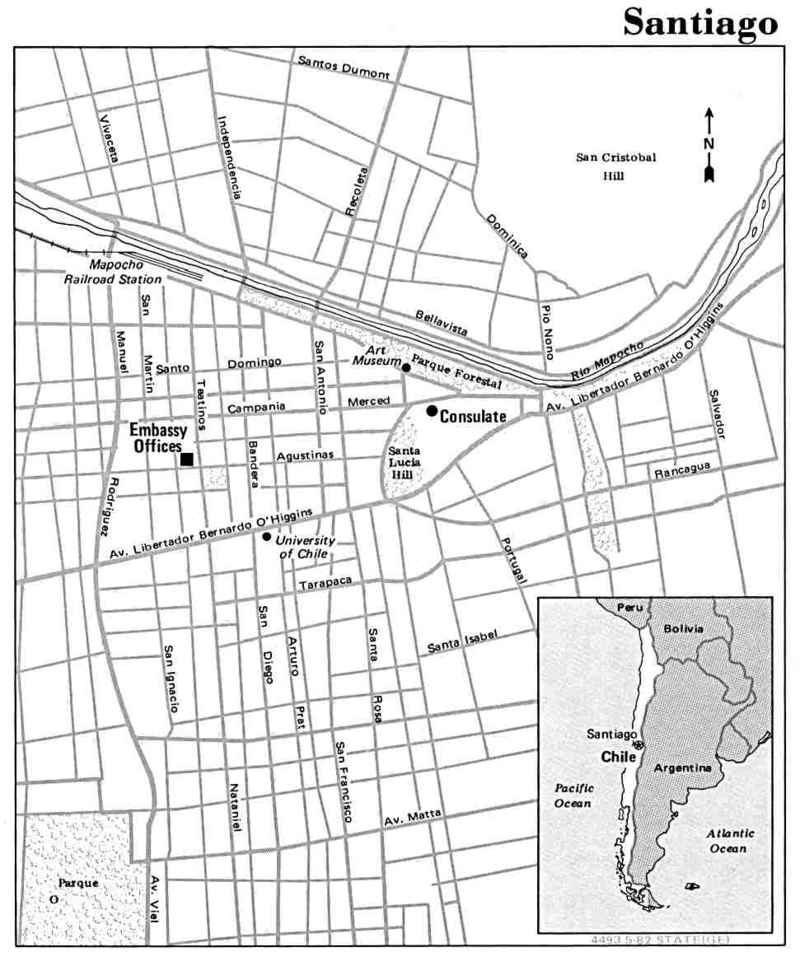 Santiago
Santos Dumont
Vivaceta
Independencia
Recoleta
San Cristobal
Hill
N
Dominica
Mapocho
Railroad Station
Bellavista
Pio Nono
Rio Mapocho
San
Martin
Manuel
Rodriguez
Santo Domingo
San Antonio
Art
Museum
Parque Forestal
Teatinos
Campania
Merced
Consulate
Av. Libertador Bernardo O'Higgins
Salvador
Embassy
Offices
Bandera
Agustinas
Santa
Lucia
Hill
Rancagua
Av. Libertador Bernardo O'Higgins
University
of Chile
Portugal
Tarapaca
San Diego
Arturo
Prat
Santa
Rosa
Santa Isabel
San Ignacio
San Francisco
Nataniel
Av. Matta
Parque
O
Av. Viel
Peru
Bolivia
Santiago
Chile
Argentina
Pacific
Ocean
Atlantic
Ocean
4493 5-82 STATE(GE)